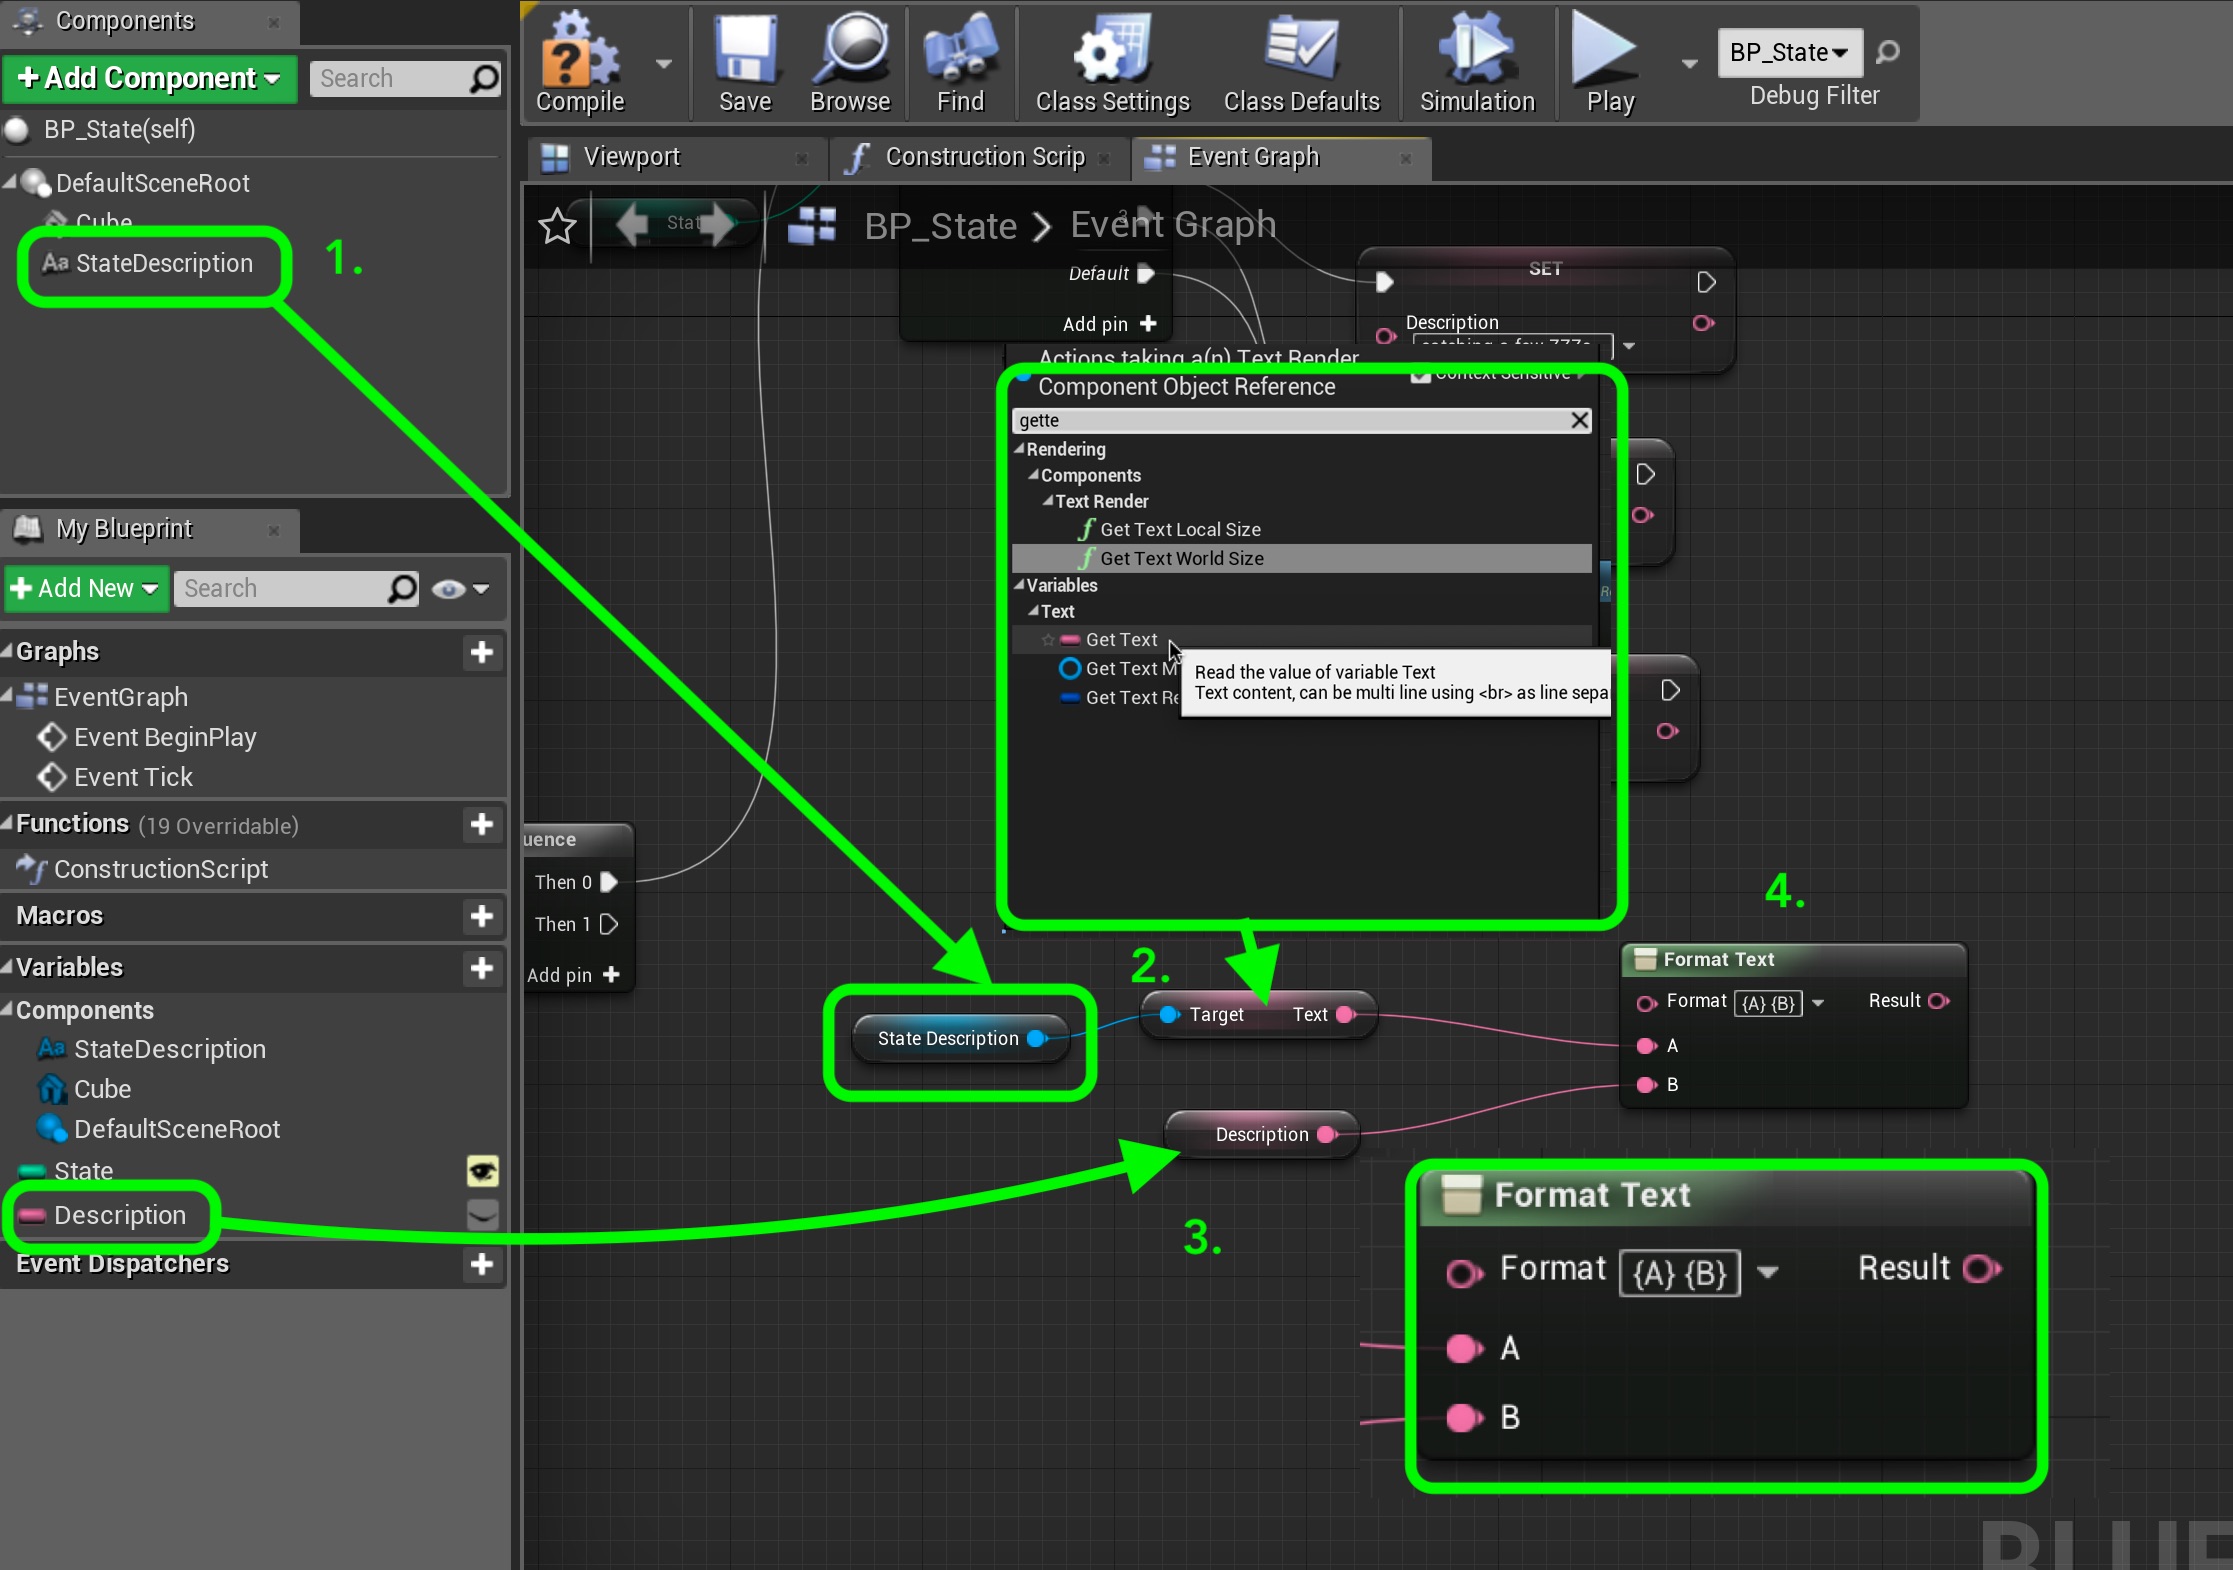 Components
Add Component
Search
BP_State(self)
DefaultSceneRoot
Cube
StateDescription
1.
My Blueprint
Add New
Search
Graphs
EventGraph
Event BeginPlay
Event Tick
Functions (19 Overridable)
ConstructionScript
Macros
Variables
Components
StateDescription
Cube
DefaultSceneRoot
State
Description
Event Dispatchers
Compile
Save
Browse
Find
Class Settings
Class Defaults
Simulation
Play
BP_State
Debug Filter
Viewport
Construction Scrip
Event Graph
BP_State > Event Graph
3
Default
Add pin
SET
Description
catching a few ZZZs
Actions taking a(n) Text Render
Component Object Reference
Context Sensitive
gette
Rendering
Components
Text Render
Get Text Local Size
Get Text World Size
Variables
Text
Get Text
Get Text M
Get Text Re
Read the value of variable Text
Text content, can be multi line using <br> as line sepa
uence
Then 0
Then 1
Add pin
2.
State Description
Target Text
Description
3.
4.
Format Text
Format {A} {B} Result
A
B
Format Text
Format {A} {B} Result
A
B